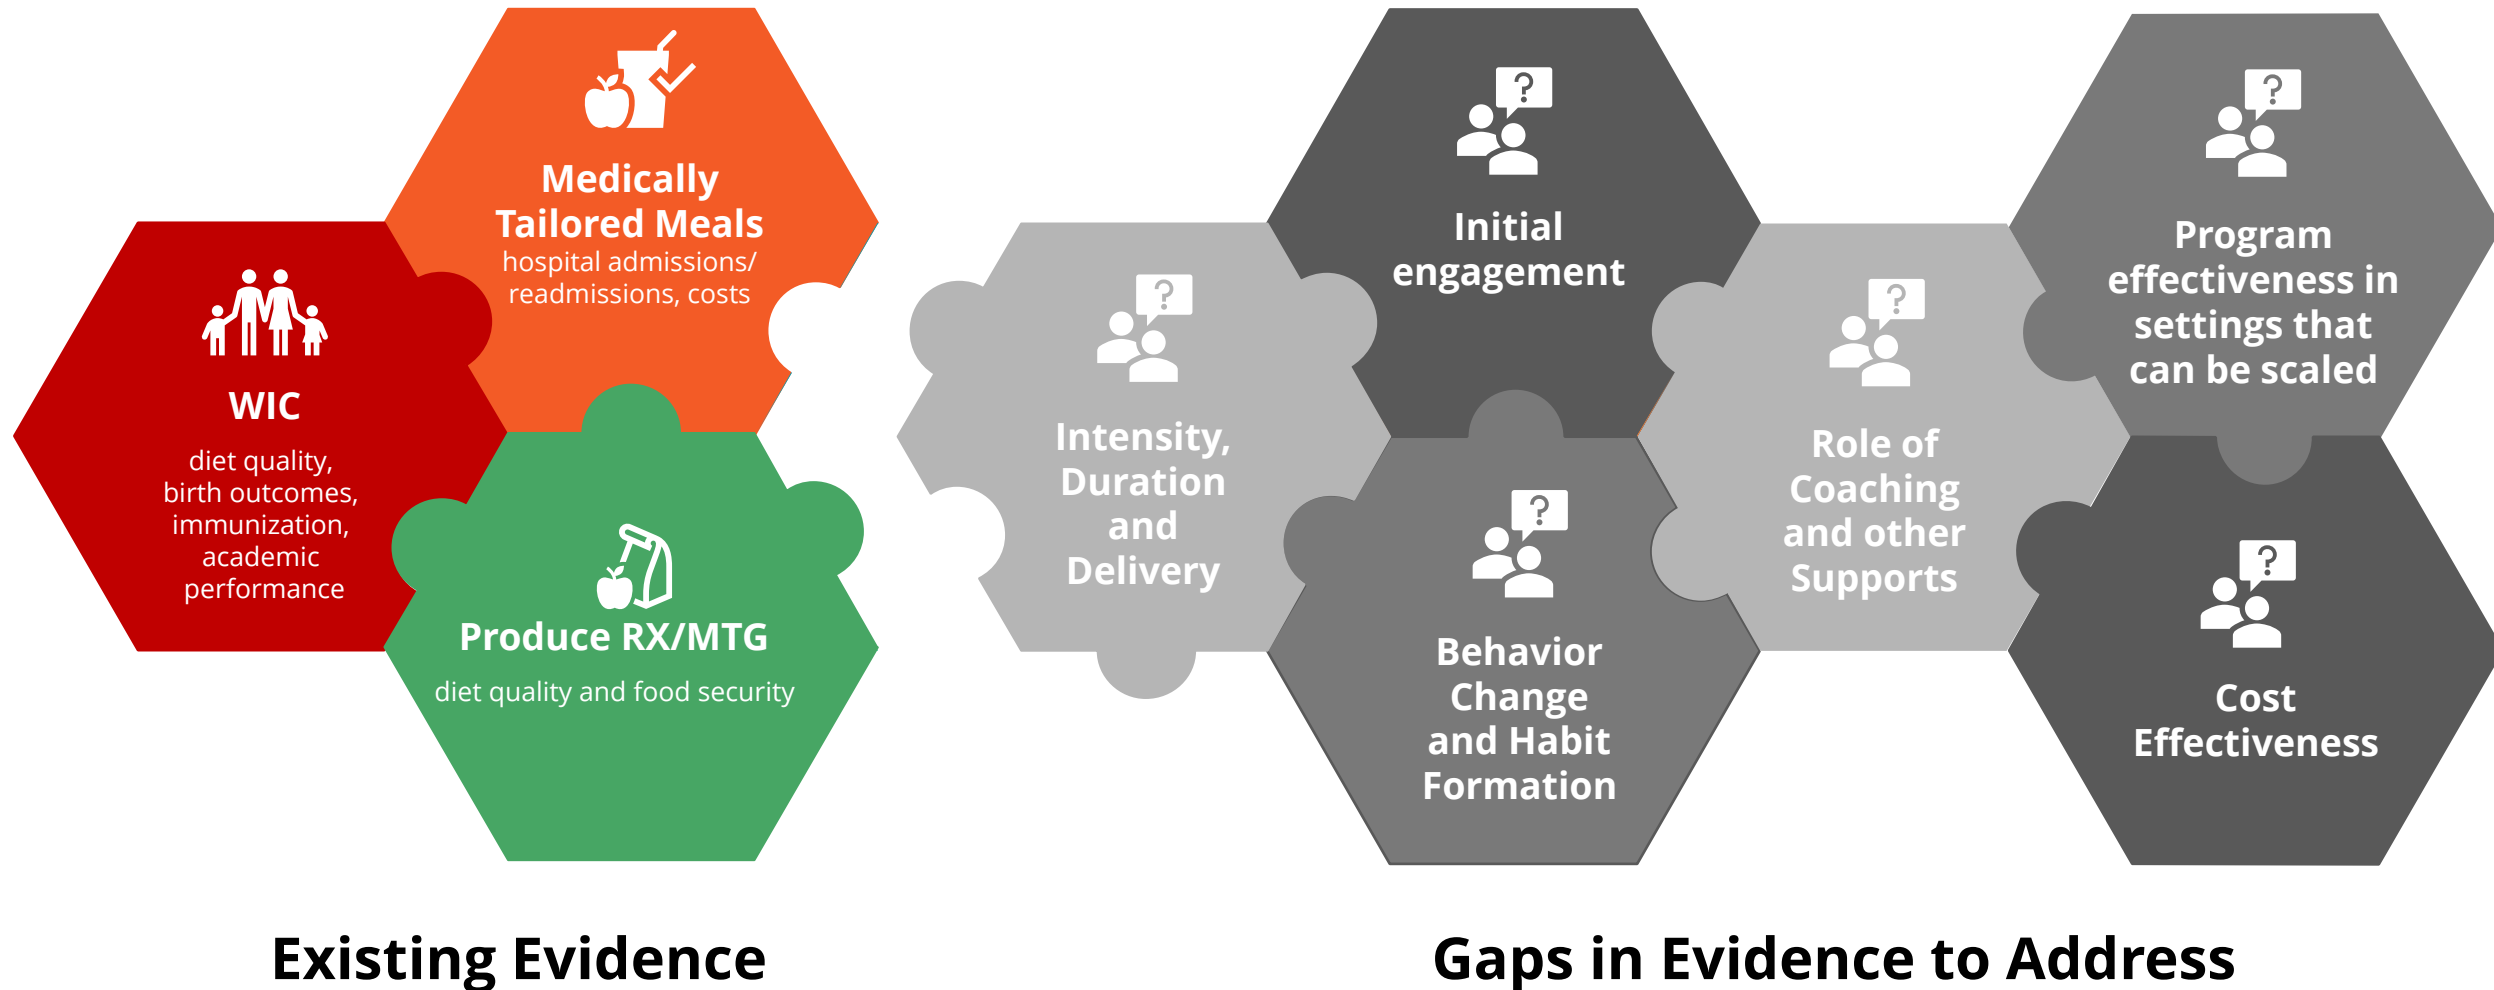 Medically
Tailored Meals
hospital admissions/
readmissions, costs
WIC
diet quality,
birth outcomes,
immunization,
academic
performance
Produce RX/MTG
diet quality and food security
Existing Evidence
?
Intensity,
Duration
and
Delivery
?
Initial
engagement
?
Behavior
Change
and Habit
Formation
?
Role of
Coaching
and other
Supports
?
Program
effectiveness in
settings that
can be scaled
?
Cost
Effectiveness
Gaps in Evidence to Address